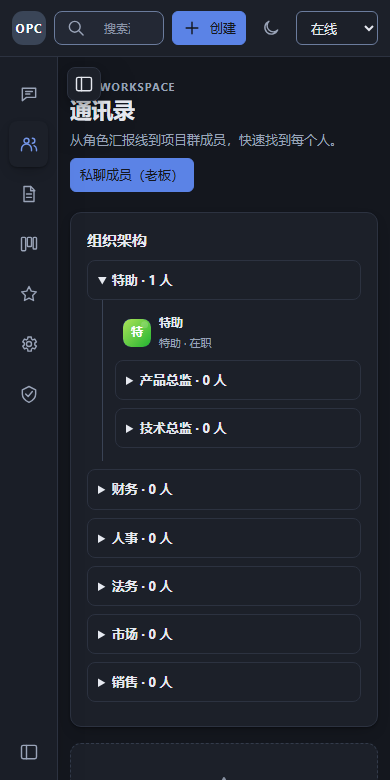 OPC
搜索
创建
在线
WORKSPACE
通讯录
从角色汇报线到项目群成员，快速找到每个人。
私聊成员（老板）
组织架构
特助 · 1 人
特
特助
特助 · 在职
产品总监 · 0 人
技术总监 · 0 人
财务 · 0 人
人事 · 0 人
法务 · 0 人
市场 · 0 人
销售 · 0 人